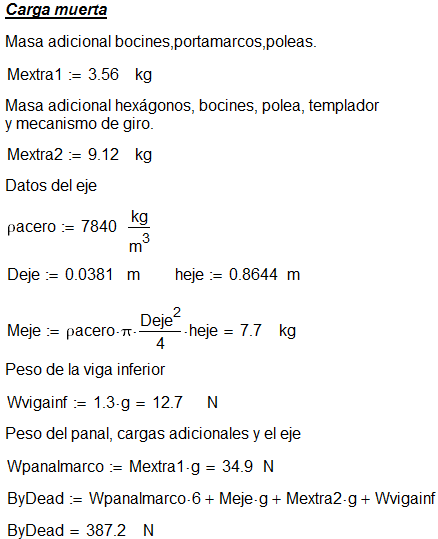 Carga muerta
Masa adicional bocines,portamarcos,poleas.
Mextra1 := 3.56 kg
Masa adicional hexágonos, bocines, polea, templador
y mecanismo de giro.
Mextra2 := 9.12 kg
Datos del eje
ρacero := 7840 kg/m³
Deje := 0.0381 m heje := 0.8644 m
Meje := ρacero·π·Deje²/4·heje = 7.7 kg
Peso de la viga inferior
Wvigainf := 1.3·g = 12.7 N
Peso del panal, cargas adicionales y el eje
Wpanalmarco := Mextra1·g = 34.9 N
ByDead := Wpanalmarco·6 + Meje·g + Mextra2·g + Wvigainf
ByDead = 387.2 N